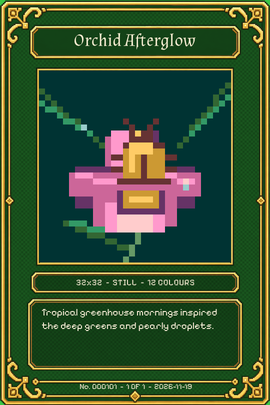 Orchid Afterglow
32x32 - STILL - 12 COLOURS
Tropical greenhouse mornings inspired
the deep greens and pearly droplets.
No. 000101 - 1 OF 1 - 2026-11-19